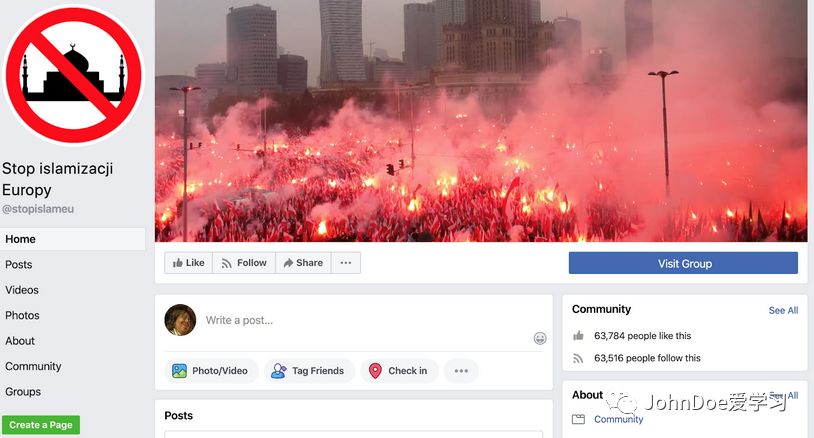 Stop islamizacji
Europy
@stopislameu
Home
Posts
Videos
Photos
About
Community
Groups
Create a Page
Like
Follow
Share
Visit Group
Write a post...
Photo/Video
Tag Friends
Check in
Posts
Community
See All
63,784 people like this
63,516 people follow this
About
See All
Community
JohnDoe爱学习